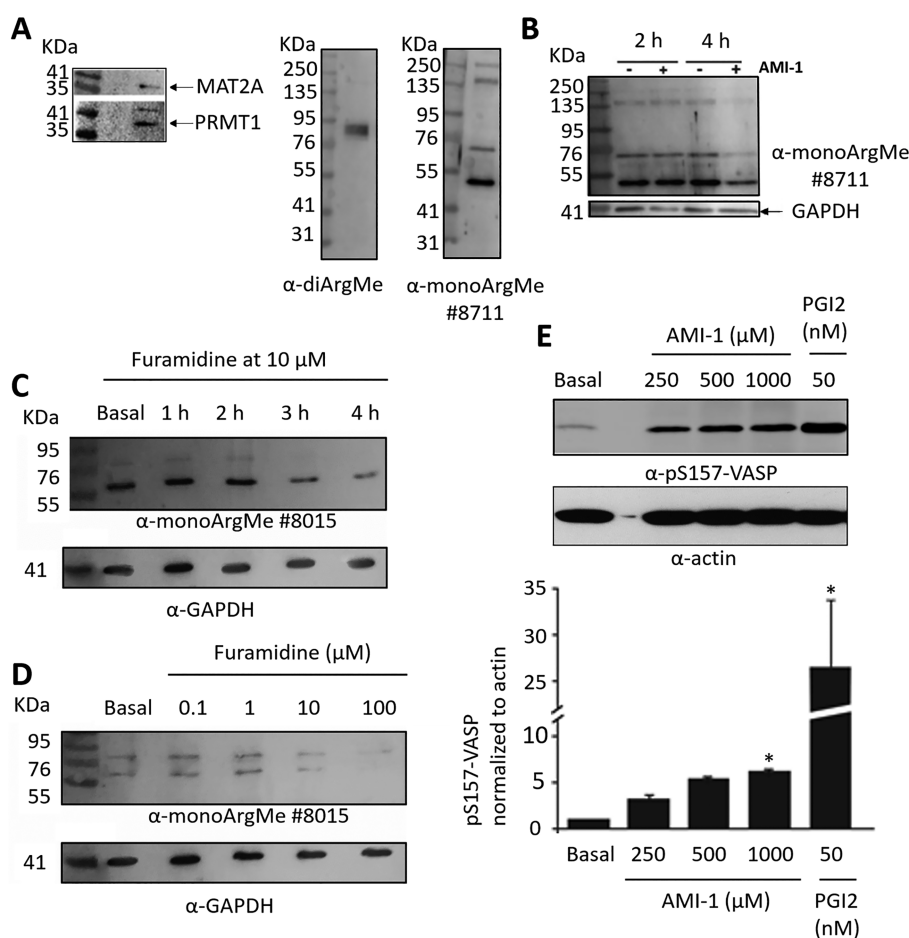 A
KDa
41
35
41
35
MAT2A
PRMT1
KDa
250
135
95
76
55
41
31
α-diArgMe
KDa
250
135
95
76
55
41
31
α-monoArgMe
#8711
B
2 h 4 h
KDa
- + - + AMI-1
250
135
95
76
55
41
α-monoArgMe
#8711
GAPDH
C
Furamidine at 10 µM
KDa
Basal 1 h 2 h 3 h 4 h
95
76
55
α-monoArgMe #8015
41
α-GAPDH
D
Furamidine (µM)
KDa
Basal 0.1 1 10 100
95
76
55
α-monoArgMe #8015
41
α-GAPDH
E
PGI2
(nM)
AMI-1 (µM)
Basal 250 500 1000 50
α-pS157-VASP
α-actin
pS157-VASP
normalized to actin
35
30
25
10
5
0
*
*
Basal 250 500 1000 50
AMI-1 (µM)
PGI2
(nM)